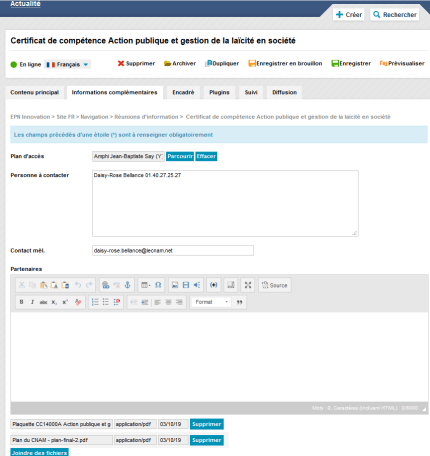 Actualité
Créer
Rechercher
Certificat de compétence Action publique et gestion de la laïcité en société
En ligne Français Supprimer Archiver Dupliquer Enregistrer en brouillon Enregistrer Prévisualiser
Contenu principal Informations complémentaires Encadré Plugins Suivi Diffusion
EPN Innovation > Site FR > Navigation > Réunions d'information > Certificat de compétence Action publique et gestion de la laïcité en société
Les champs précédés d'une étoile (*) sont à renseigner obligatoirement
Plan d'accès Amphi Jean-Baptiste Say (Y' Parcourir Effacer
Personne à contacter Daisy-Rose Bellance 01.40.27.25.27
Contact mél. daisy-rose.bellance@lecnam.net
Partenaires
Source
B I abc x, x²
Format
Plaquette CC14000A Action publique et g application/pdf 03/10/19 Supprimer
Plan du CNAM - plan-final-2.pdf application/pdf 03/10/19 Supprimer
Joindre des fichiers